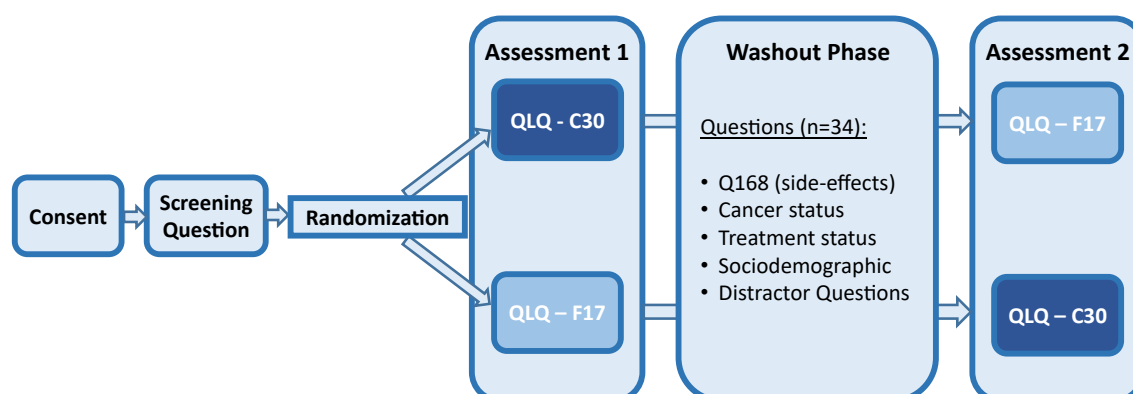 Consent
Screening
Question
Randomization
Assessment 1
QLQ - C30
QLQ – F17
Washout Phase
Questions (n=34):
• Q168 (side-effects)
• Cancer status
• Treatment status
• Sociodemographic
• Distractor Questions
Assessment 2
QLQ – F17
QLQ – C30